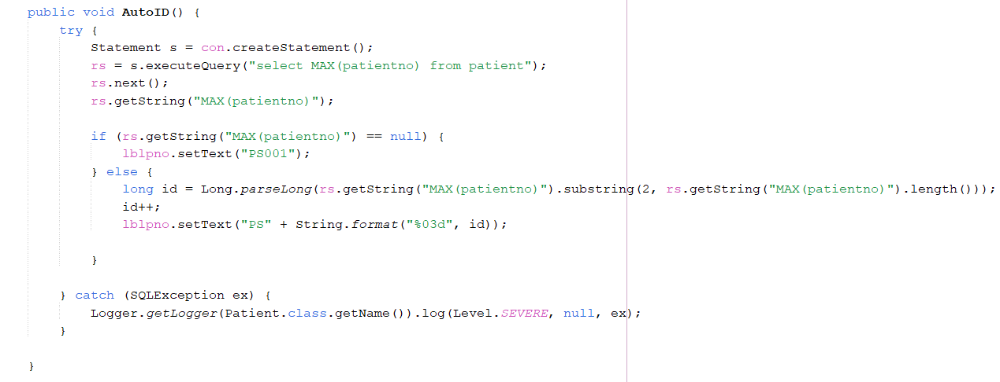 public void AutoID() {
try {
Statement s = con.createStatement();
rs = s.executeQuery("select MAX(patientno) from patient");
rs.next();
rs.getString("MAX(patientno)");
if (rs.getString("MAX(patientno)") == null) {
lblpno.setText("PS001");
} else {
long id = Long.parseLong(rs.getString("MAX(patientno)").substring(2, rs.getString("MAX(patientno)").length()));
id++;
lblpno.setText("PS" + String.format("%03d", id));
}
} catch (SQLException ex) {
Logger.getLogger(Patient.class.getName()).log(Level.SEVERE, null, ex);
}
}